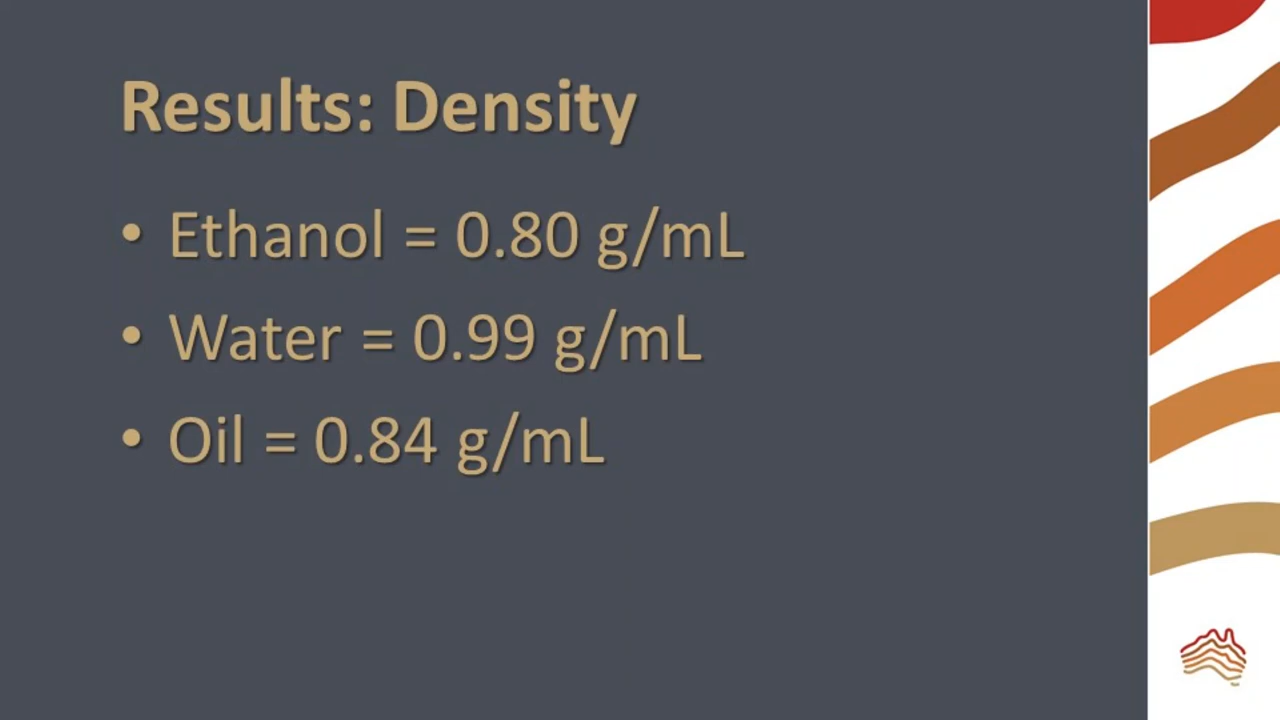 Results: Density
• Ethanol = 0.80 g/mL
• Water = 0.99 g/mL
• Oil = 0.84 g/mL